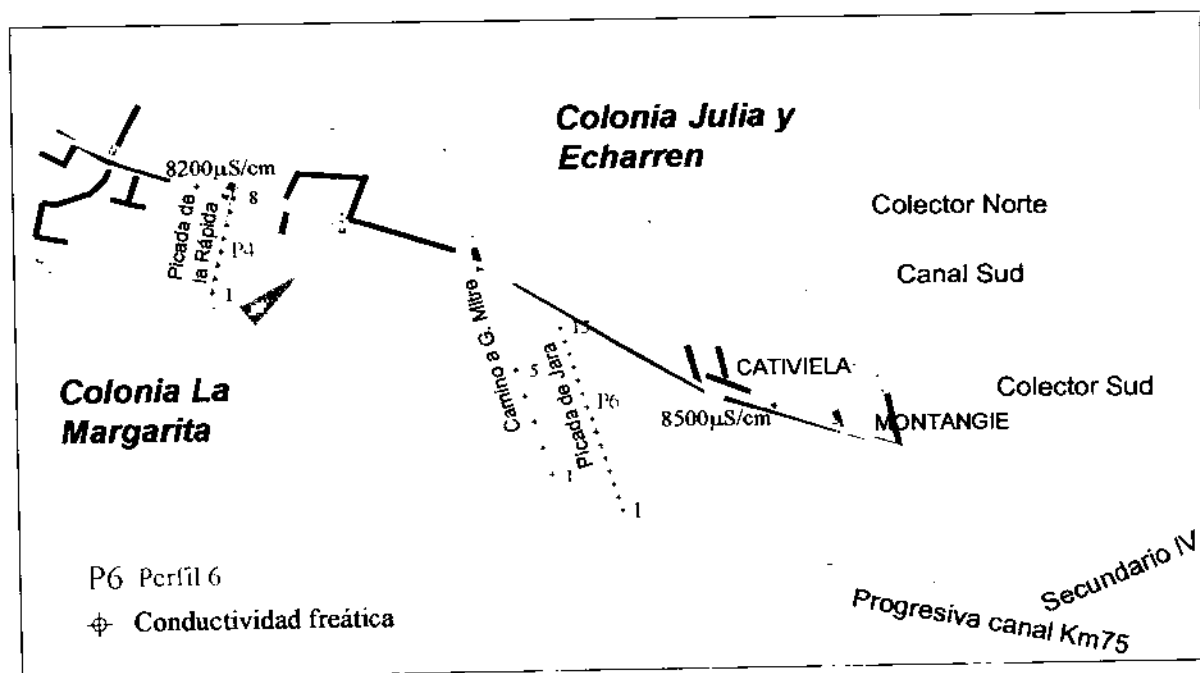 Colonia Julia y
Echarren
8200µS/cm
8
Picada de
la Rápida
P4
1
Colector Norte
Canal Sud
Camino a G. Mitre
5
1
15
Picada de Jara
P6
1
CATIVIELA
8500µS/cm
Colector Sud
MONTANGIE
Colonia La
Margarita
P6 Perfil 6
Conductividad freática
Secundario IV
Progresiva canal Km75